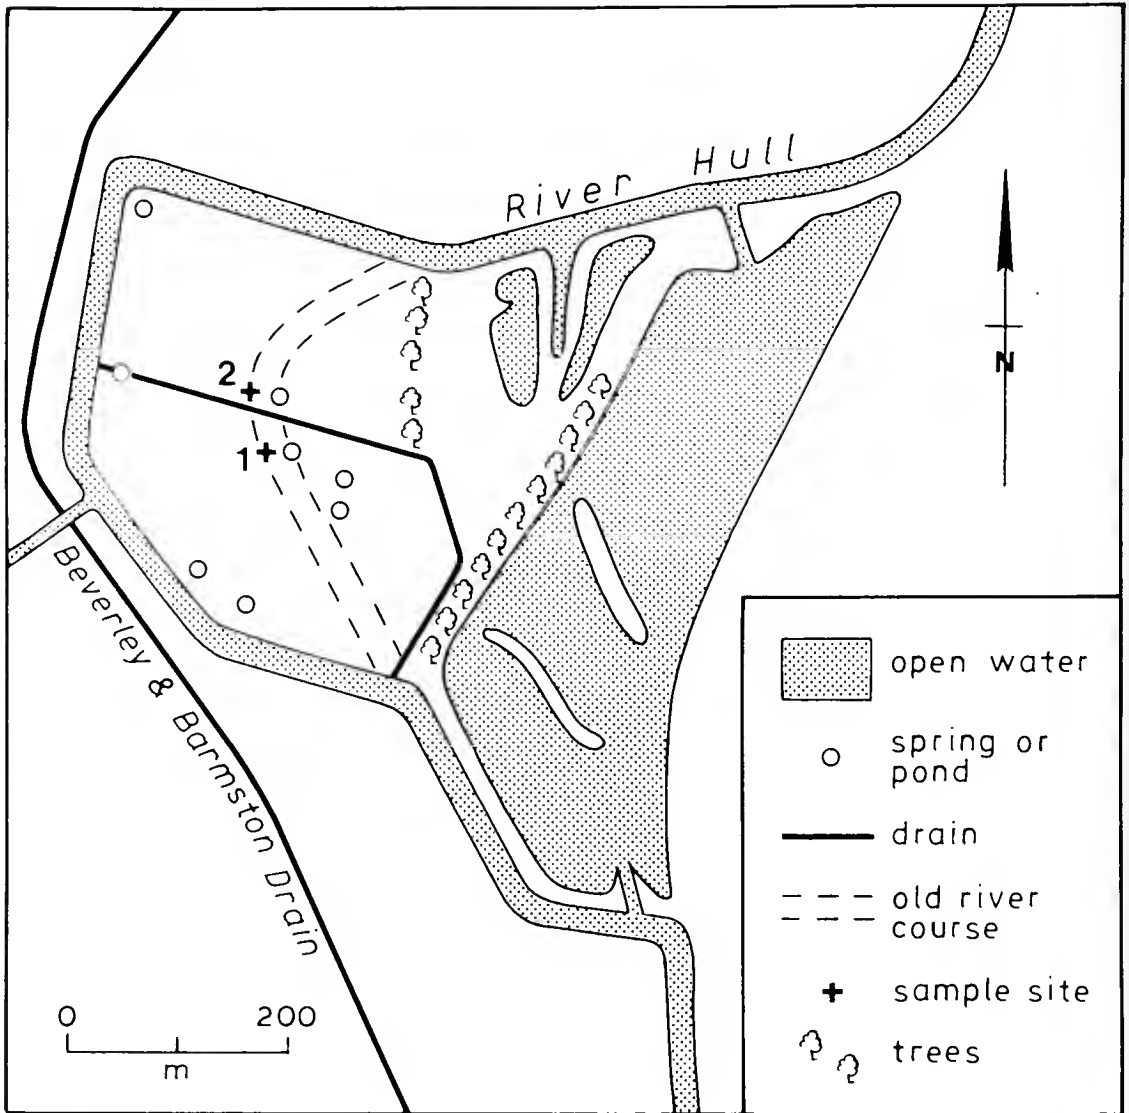 River Hull
N
2
1
Beverley & Barmston Drain
0 200
m
open water
spring or
pond
drain
old river
course
sample site
trees